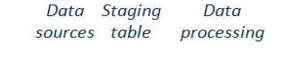 Data Staging Data
sources table processing